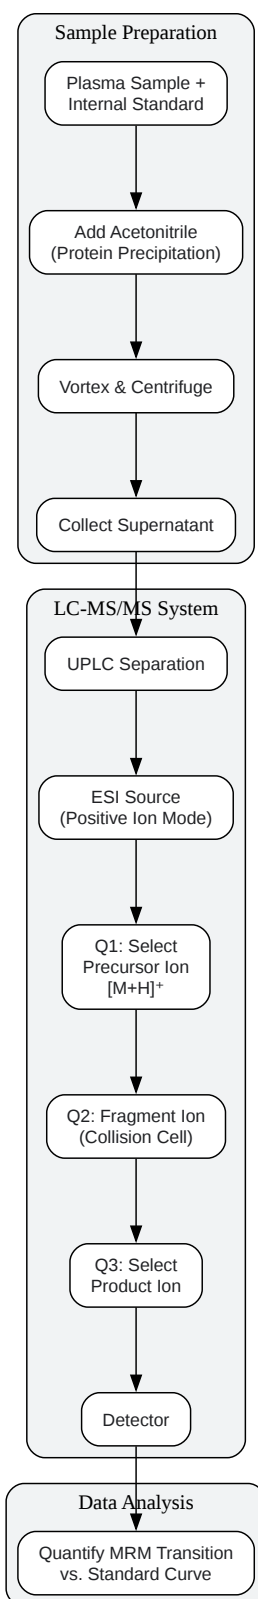 Sample Preparation
Plasma Sample +
Internal Standard
Add Acetonitrile
(Protein Precipitation)
Vortex & Centrifuge
Collect Supernatant
LC-MS/MS System
UPLC Separation
ESI Source
(Positive Ion Mode)
Q1: Select
Precursor Ion
[M+H]⁺
Q2: Fragment Ion
(Collision Cell)
Q3: Select
Product Ion
Detector
Data Analysis
Quantify MRM Transition
vs. Standard Curve